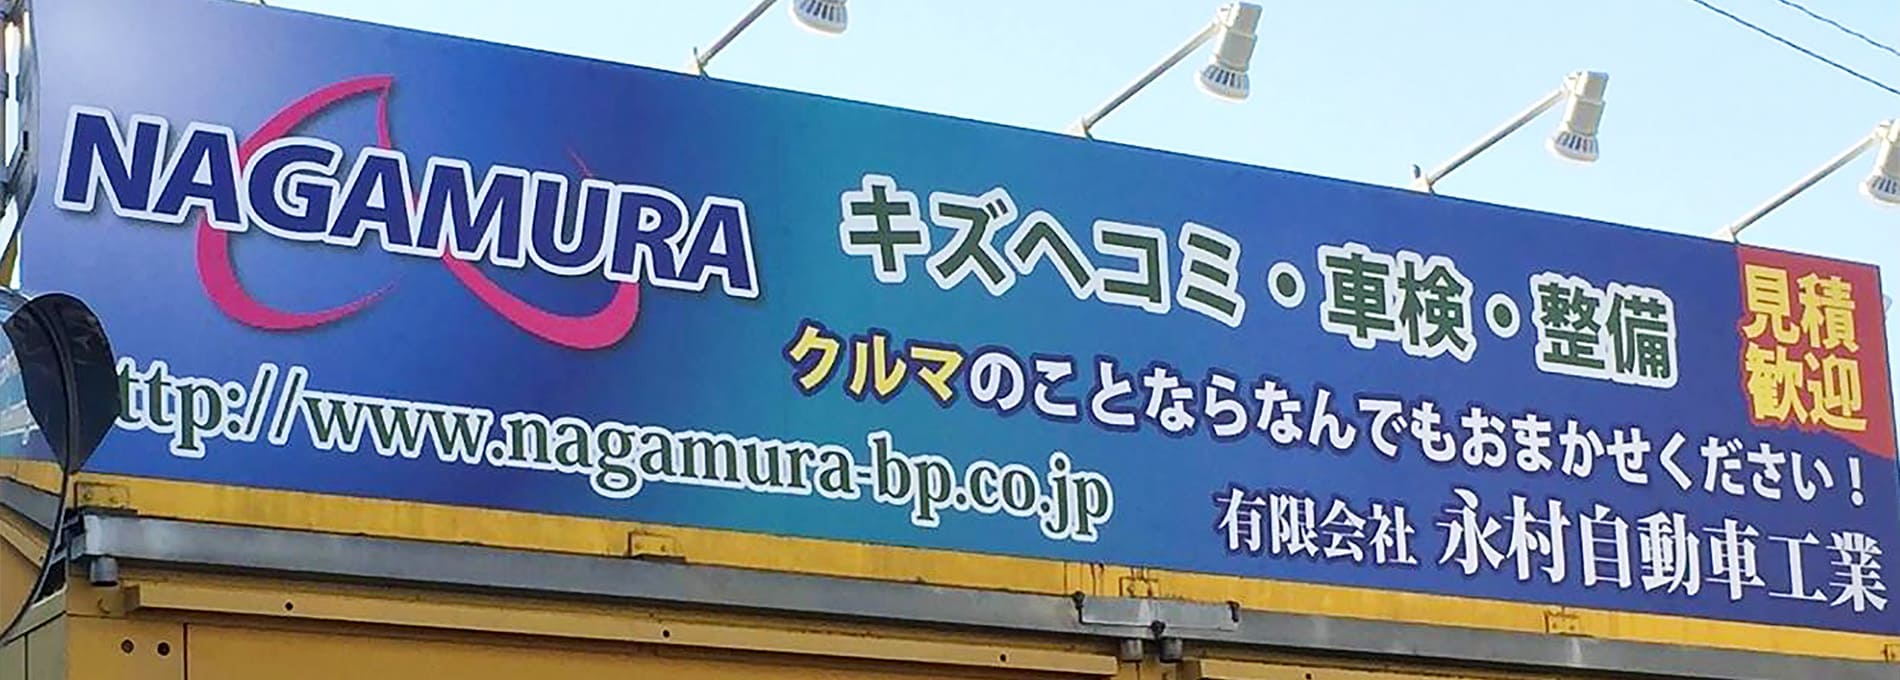 NAGAMURA
キズヘコミ・車検・整備
見積
歓迎
クルマのことならなんでもおまかせください！
ttp://www.nagamura-bp.co.jp
有限会社 永村自動車工業